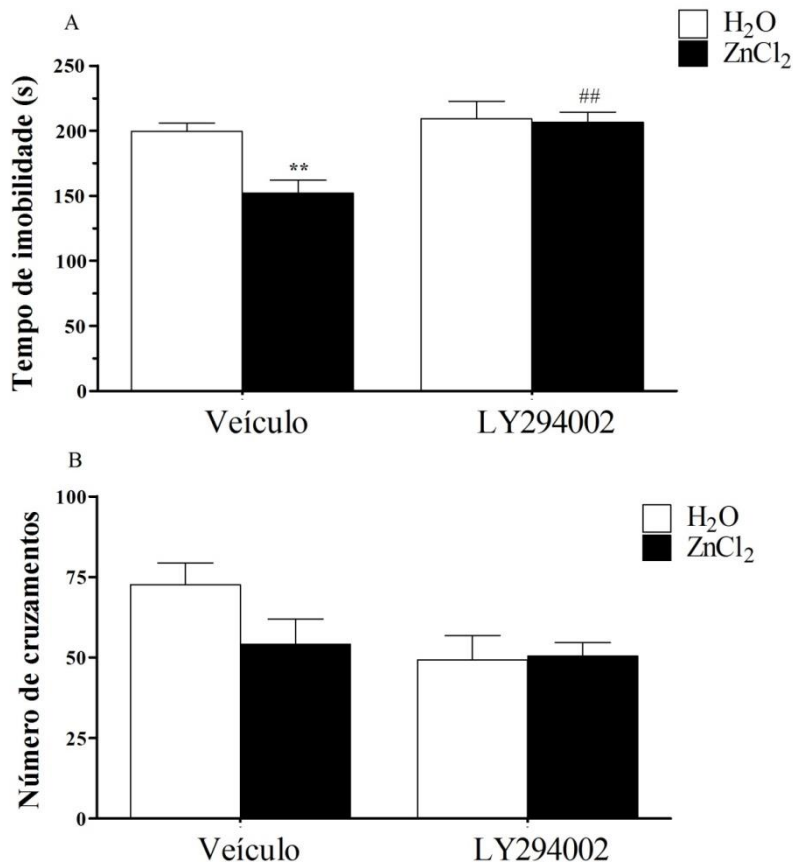 A
H₂O
ZnCl₂
Tempo de imobilidade (s)
250
200
150
100
50
0
**
##
Veículo
LY294002
B
H₂O
ZnCl₂
Número de cruzamentos
100
75
50
25
0
Veículo
LY294002